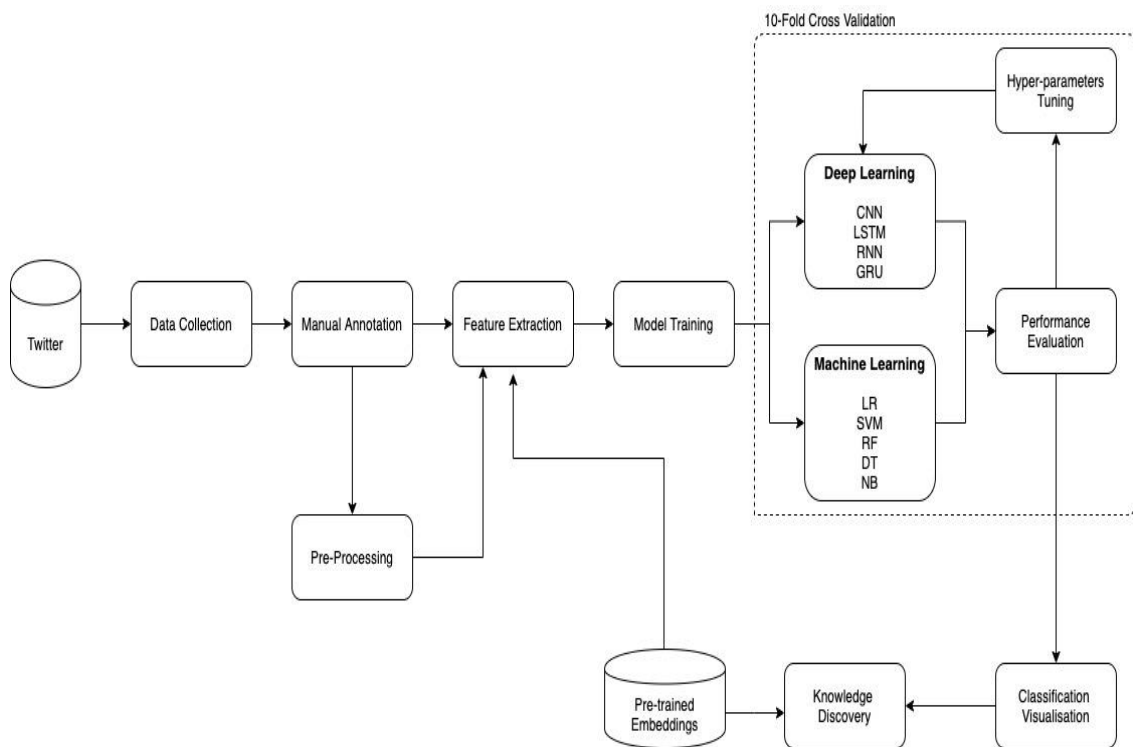 10-Fold Cross Validation
Hyper-parameters
Tuning
Deep Learning
CNN
LSTM
RNN
GRU
Twitter
Data Collection
Manual Annotation
Feature Extraction
Model Training
Performance
Evaluation
Machine Learning
LR
SVM
RF
DT
NB
Pre-Processing
Pre-trained
Embeddings
Knowledge
Discovery
Classification
Visualisation